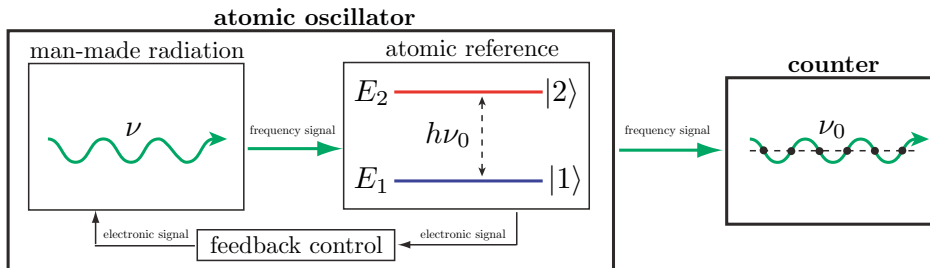 atomic oscillator
man-made radiation
ν
frequency signal
atomic reference
E₂ |2⟩
hν₀
E₁ |1⟩
electronic signal
feedback control
electronic signal
frequency signal
counter
ν₀